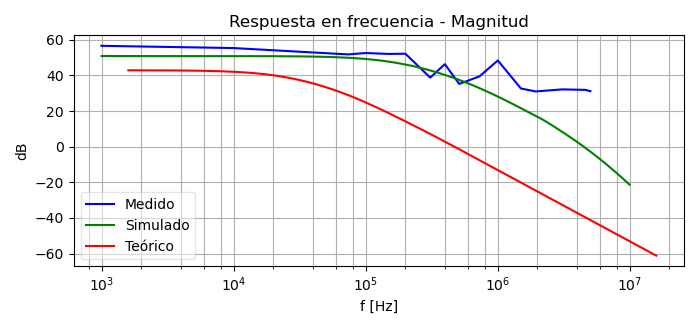 Respuesta en frecuencia - Magnitud
dB
60
40
20
0
−20
−40
−60
Medido
Simulado
Teórico
10³
10⁴
10⁵
10⁶
10⁷
f [Hz]